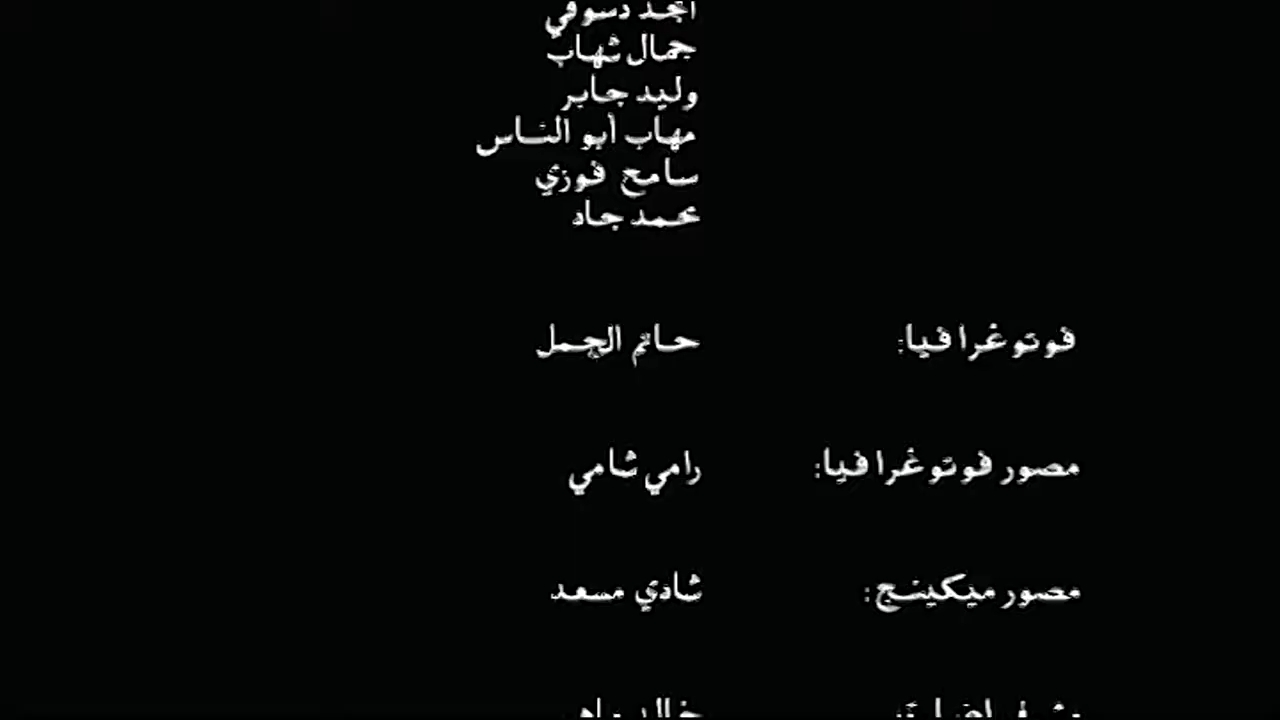 أمجد دسوقي
جمال شهاب
وليد جابر
مهاب أبو الناس
سامح فوزي
محمد جاد
فوتوغرافيا: حاتم الجمل
مصور فوتوغرافيا: رامي شامي
مصور ميكينج: شادي مسعد